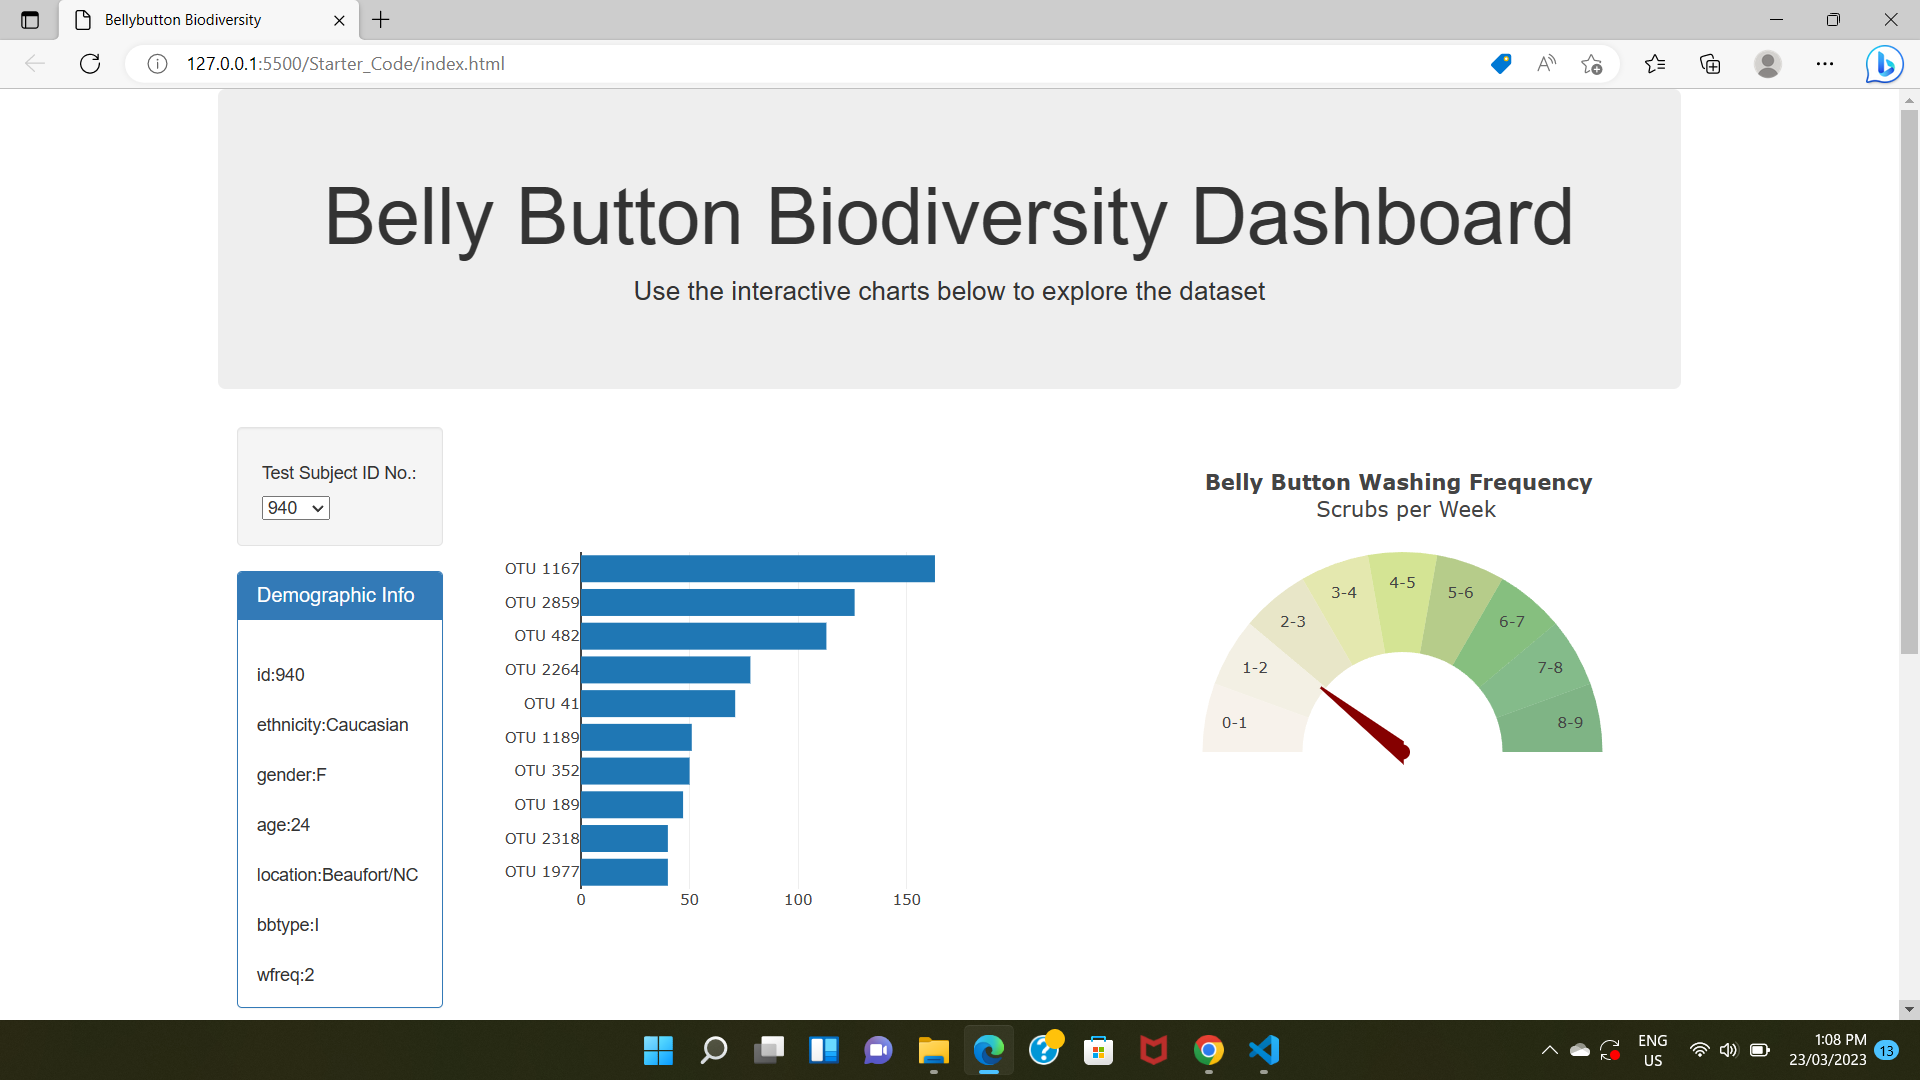 Bellybutton Biodiversity
127.0.0.1:5500/Starter_Code/index.html
Belly Button Biodiversity Dashboard
Use the interactive charts below to explore the dataset
Test Subject ID No.:
940
Demographic Info
id:940
ethnicity:Caucasian
gender:F
age:24
location:Beaufort/NC
bbtype:I
wfreq:2
OTU 1167
OTU 2859
OTU 482
OTU 2264
OTU 41
OTU 1189
OTU 352
OTU 189
OTU 2318
OTU 1977
0 50 100 150
Belly Button Washing Frequency
Scrubs per Week
0-1
1-2
2-3
3-4
4-5
5-6
6-7
7-8
8-9
ENG
US
1:08 PM
23/03/2023
13